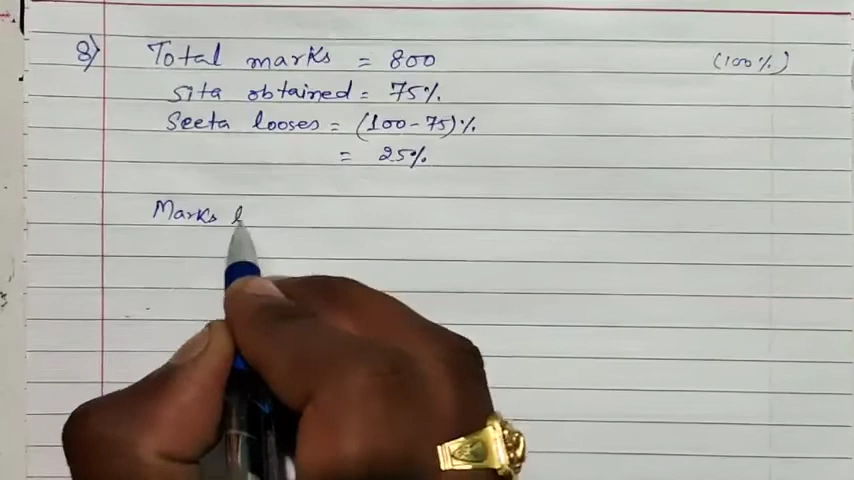 8) Total marks = 800 (100%)
Sita obtained = 75%.
Seeta looses = (100-75)%.
= 25%.
Marks l